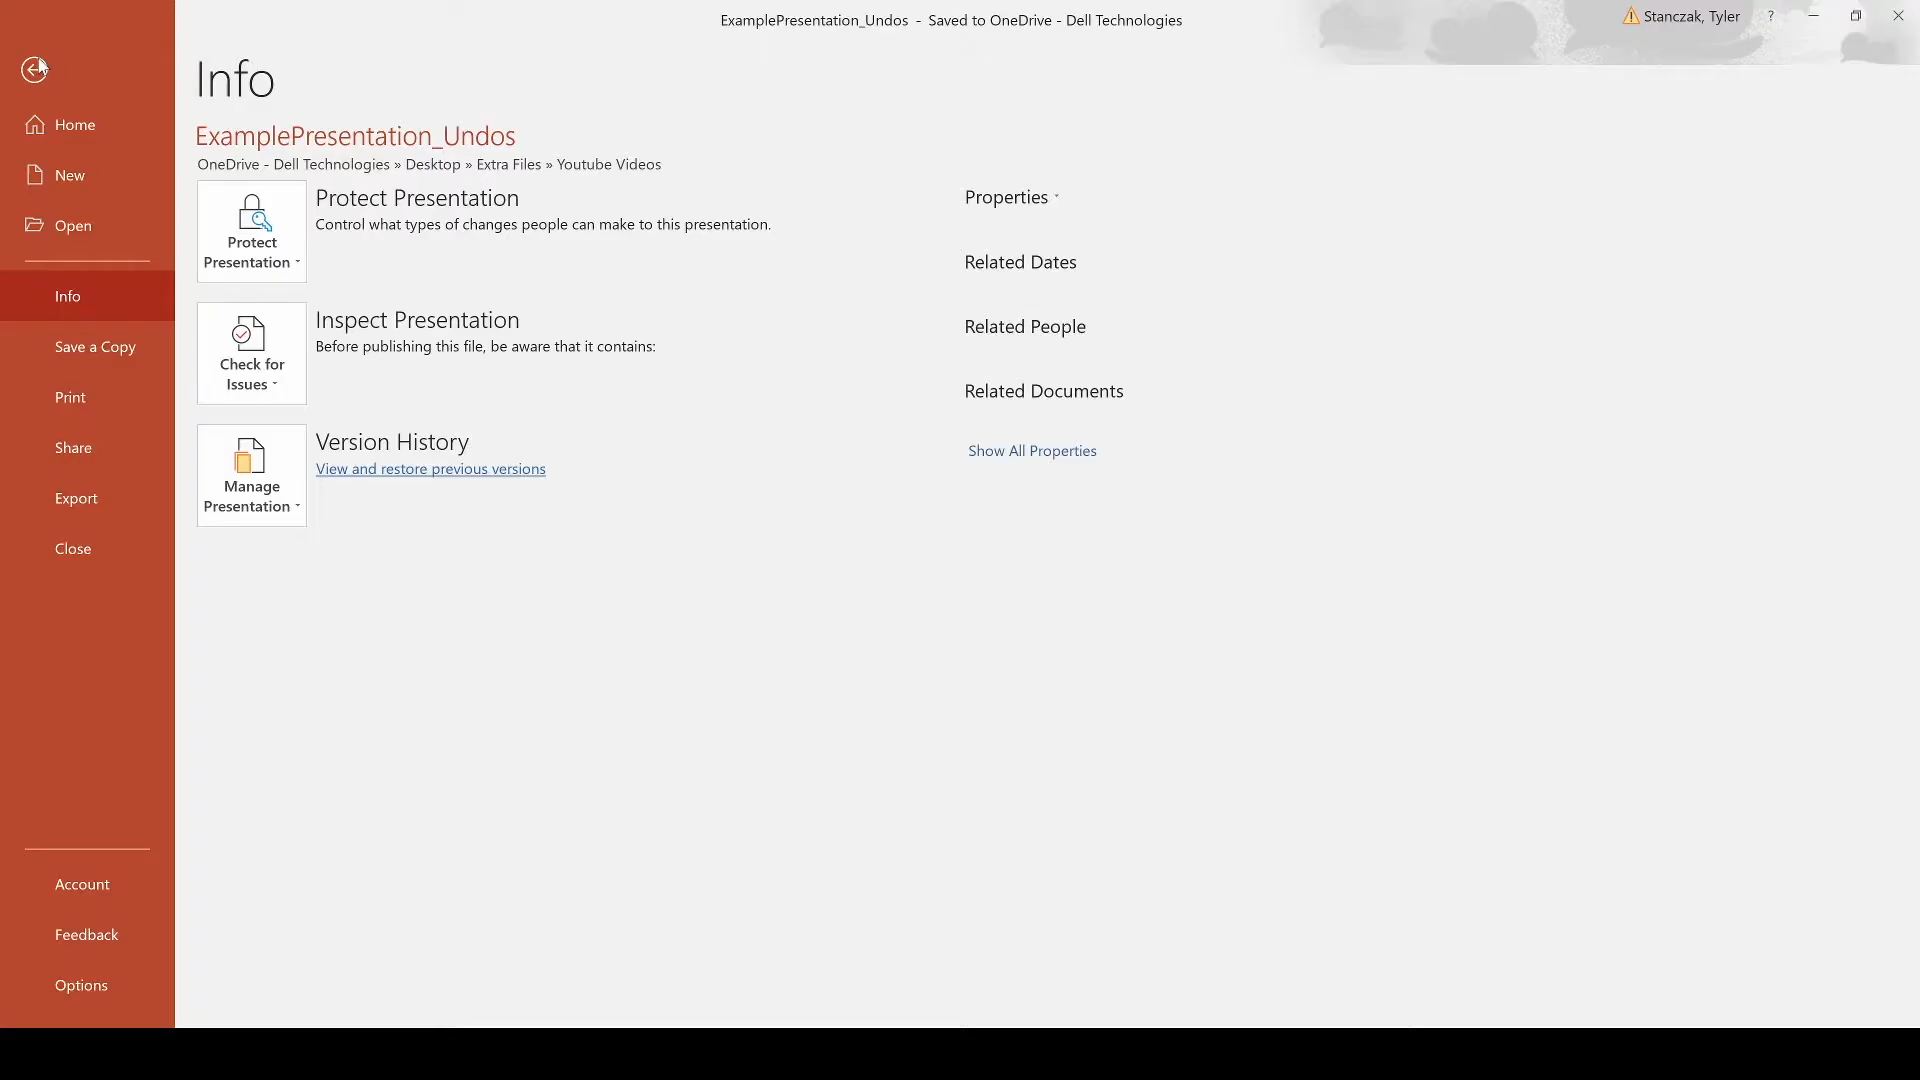 ExamplePresentation_Undos - Saved to OneDrive - Dell Technologies
Stanczak, Tyler
?
Home
New
Open
Info
Save a Copy
Print
Share
Export
Close
Account
Feedback
Options
Info
ExamplePresentation_Undos
OneDrive - Dell Technologies » Desktop » Extra Files » Youtube Videos
Protect
Presentation
Protect Presentation
Control what types of changes people can make to this presentation.
Check for
Issues
Inspect Presentation
Before publishing this file, be aware that it contains:
Manage
Presentation
Version History
View and restore previous versions
Properties
Related Dates
Related People
Related Documents
Show All Properties